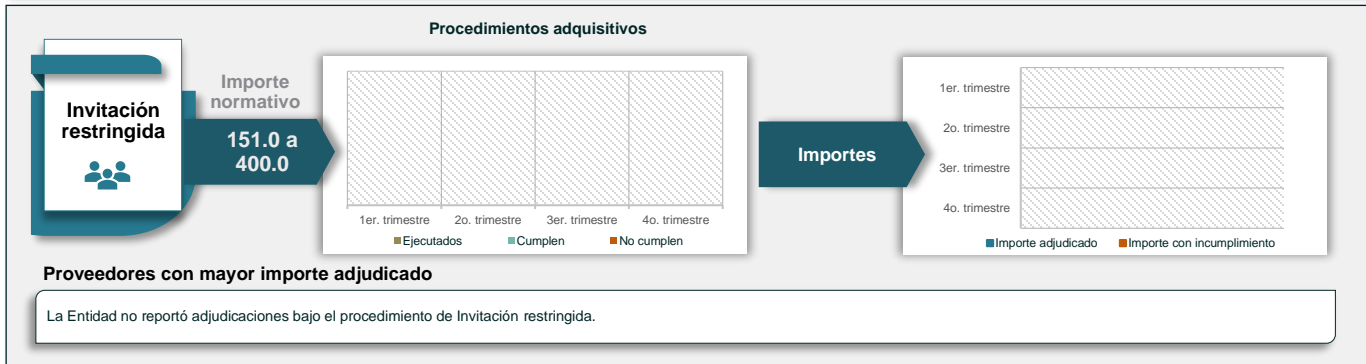 Procedimientos adquisitivos
Invitación
restringida
Importe
normativo
151.0 a
400.0
1er. trimestre
2o. trimestre
3er. trimestre
4o. trimestre
Ejecutados
Cumplen
No cumplen
Importes
1er. trimestre
2o. trimestre
3er. trimestre
4o. trimestre
Importe adjudicado
Importe con incumplimiento
Proveedores con mayor importe adjudicado
La Entidad no reportó adjudicaciones bajo el procedimiento de Invitación restringida.